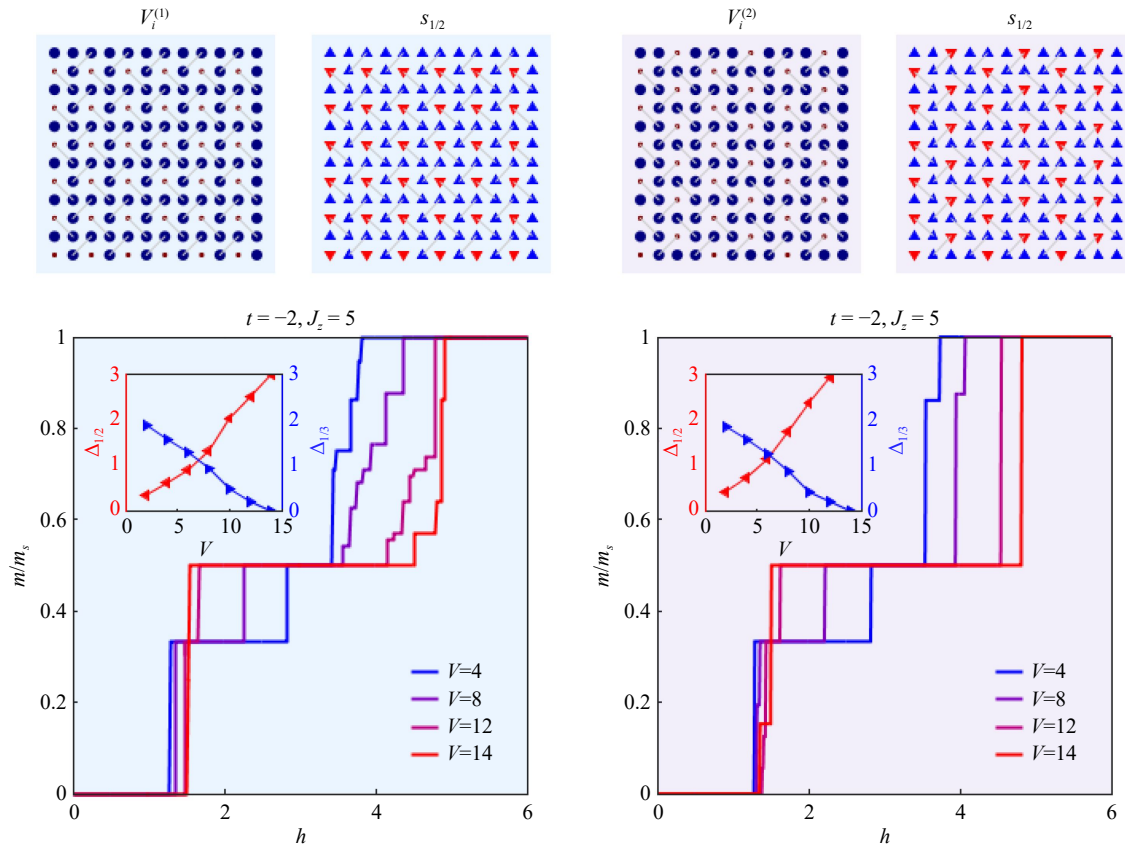 V_i^(1)
s_1/2
V_i^(2)
s_1/2
t = −2, J_z = 5
1
0.8
0.6
0.4
0.2
0
m/m_s
0
2
4
6
h
3
2
1
0
Δ_1/2
3
2
1
0
Δ_1/3
0
5
10
15
V
V=4
V=8
V=12
V=14
t = −2, J_z = 5
1
0.8
0.6
0.4
0.2
0
m/m_s
0
2
4
6
h
3
2
1
0
Δ_1/2
3
2
1
0
Δ_1/3
0
5
10
15
V
V=4
V=8
V=12
V=14